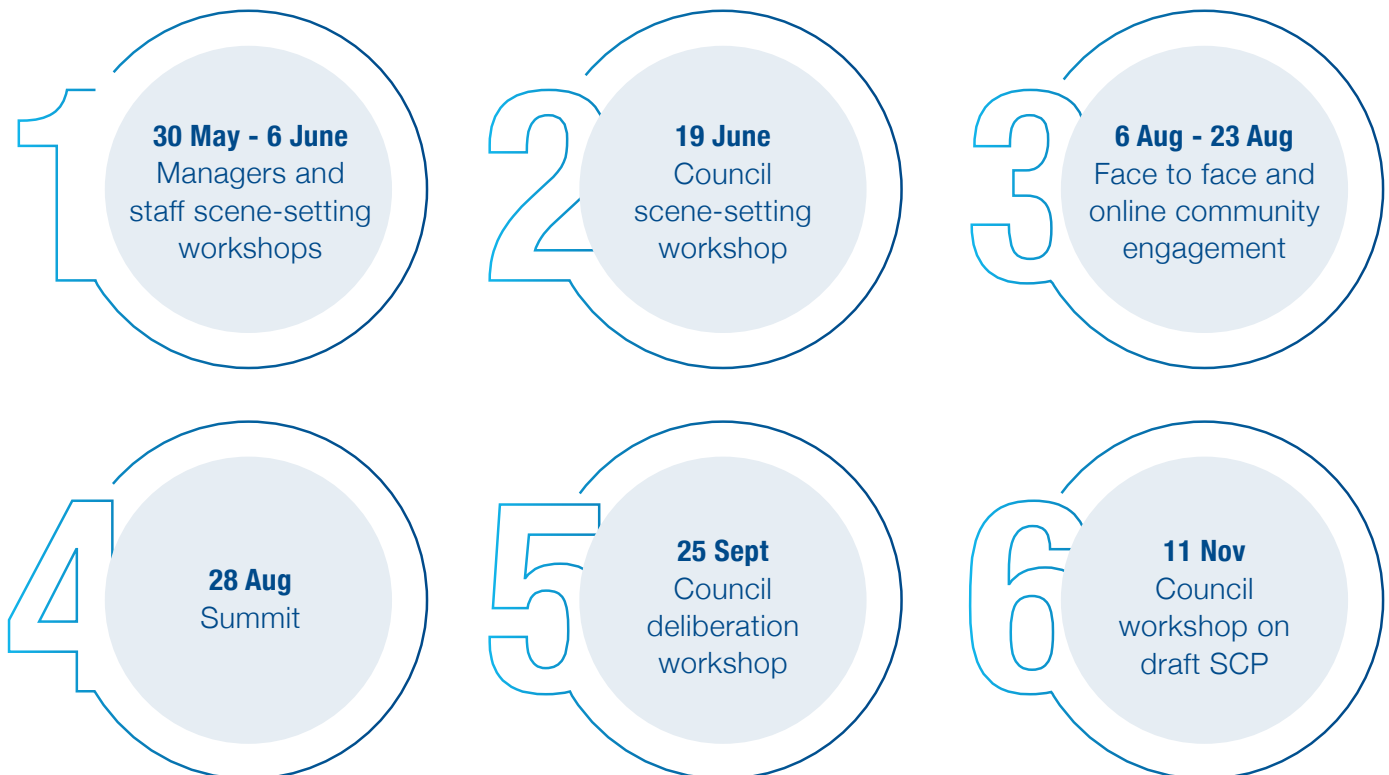 1
30 May - 6 June
Managers and
staff scene-setting
workshops
2
19 June
Council
scene-setting
workshop
3
6 Aug - 23 Aug
Face to face and
online community
engagement
4
28 Aug
Summit
5
25 Sept
Council
deliberation
workshop
6
11 Nov
Council
workshop on
draft SCP